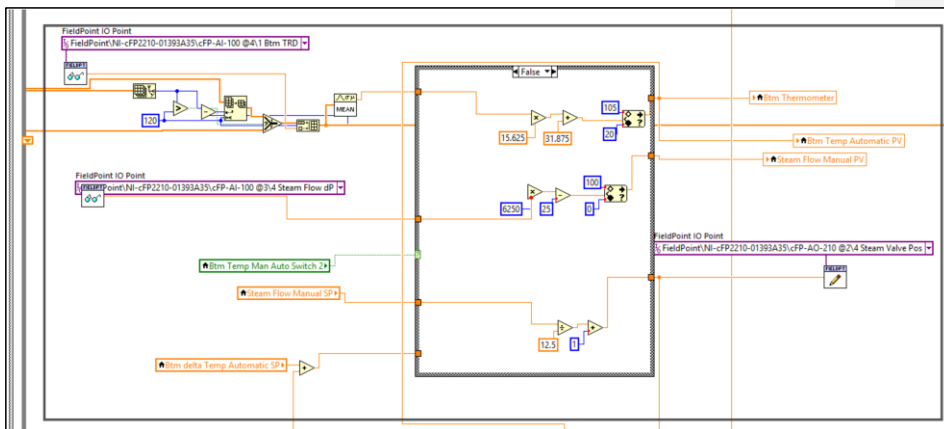 FieldPoint IO Point
FieldPoint\NI-cFP2210-01393A35\cFP-AI-100 @4\1 Btm TRD
FIELDPT
False
MEAN
105
Btm Thermometer
120
15.625
31.875
20
Btm Temp Automatic PV
Steam Flow Manual PV
FieldPoint IO Point
Point\NI-cFP2210-01393A35\cFP-AI-100 @3\4 Steam Flow dP
FIELDPT
100
6250
25
0
FieldPoint IO Point
FieldPoint\NI-cFP2210-01393A35\cFP-AO-210 @2\4 Steam Valve Pos
FIELDPT
Btm Temp Man Auto Switch 2
Steam Flow Manual SP
12.5
1
Btm delta Temp Automatic SP